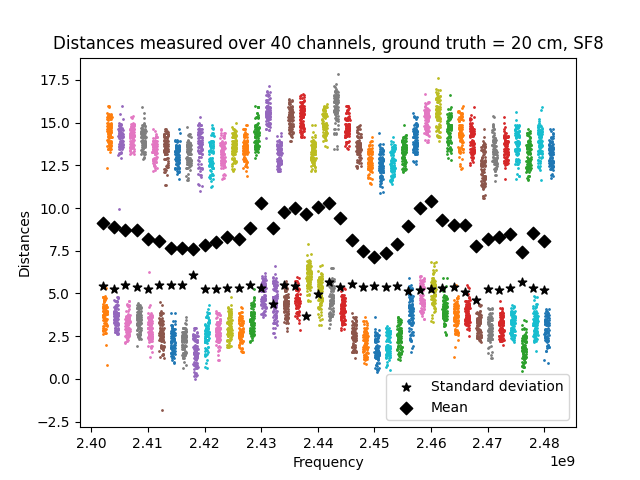 Distances measured over 40 channels, ground truth = 20 cm, SF8
17.5
15.0
12.5
10.0
7.5
5.0
2.5
0.0
−2.5
Distances
Standard deviation
Mean
2.40 2.41 2.42 2.43 2.44 2.45 2.46 2.47 2.48
Frequency
1e9